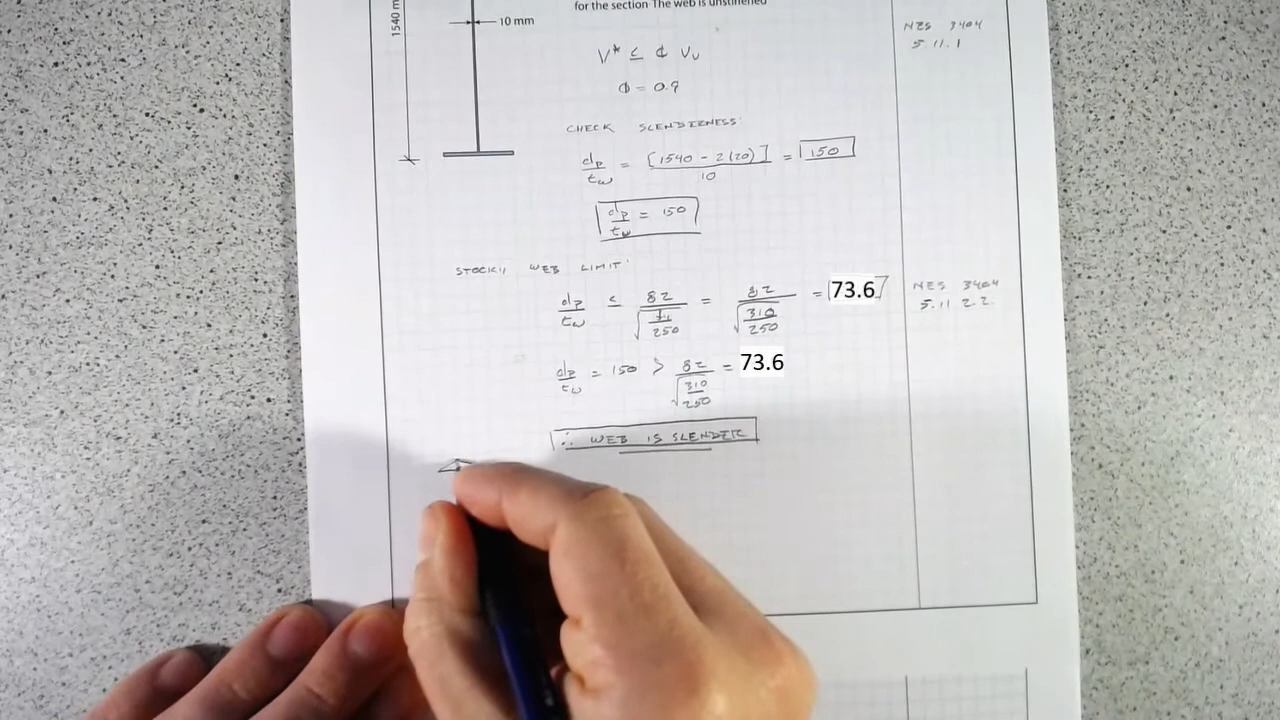 1540 m
10 mm
for the section The web is unstiffened
NZS 3404
5.11.1
V* ≤ Φ Vv
Φ = 0.9
CHECK SLENDERNESS:
dp/tw = [1540 - 2(20)]/10 = 150
dp/tw = 150
STOCKY WEB LIMIT:
dp/tw ≤ 82/√(fy/250) = 82/√(310/250) = 73.6
NZS 3404
5.11.2.2.
dp/tw = 150 > 82/√(310/250) = 73.6
∴ WEB IS SLENDER